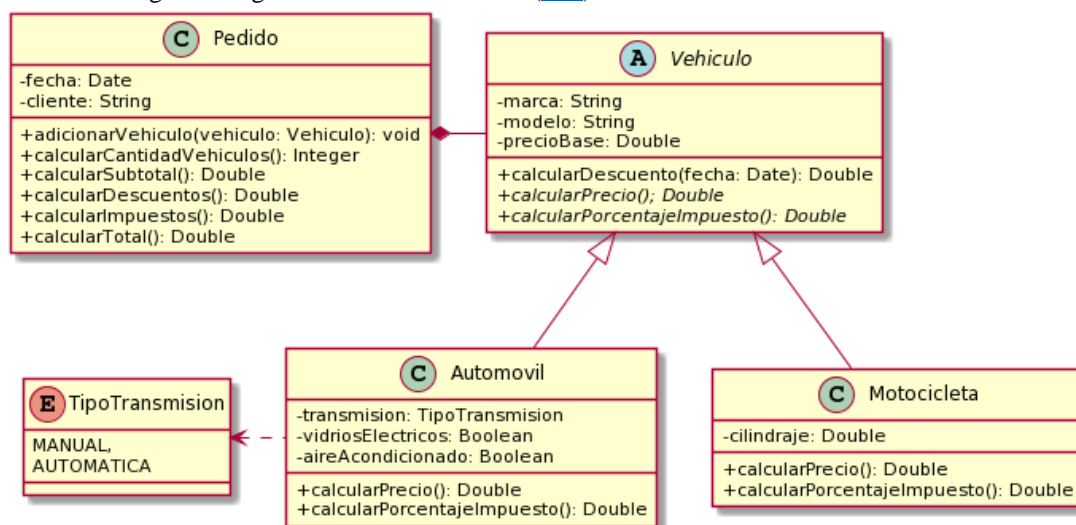 C Pedido
-fecha: Date
-cliente: String
+adicionarVehiculo(vehiculo: Vehiculo): void
+calcularCantidadVehiculos(): Integer
+calcularSubtotal(): Double
+calcularDescuentos(): Double
+calcularImpuestos(): Double
+calcularTotal(): Double
A Vehiculo
-marca: String
-modelo: String
-precioBase: Double
+calcularDescuento(fecha: Date): Double
+calcularPrecio(); Double
+calcularPorcentajeImpuesto(): Double
E TipoTransmision
MANUAL,
AUTOMATICA
C Automovil
-transmision: TipoTransmision
-vidriosElectricos: Boolean
-aireAcondicionado: Boolean
+calcularPrecio(): Double
+calcularPorcentajeImpuesto(): Double
C Motocicleta
-cilindraje: Double
+calcularPrecio(): Double
+calcularPorcentajeImpuesto(): Double